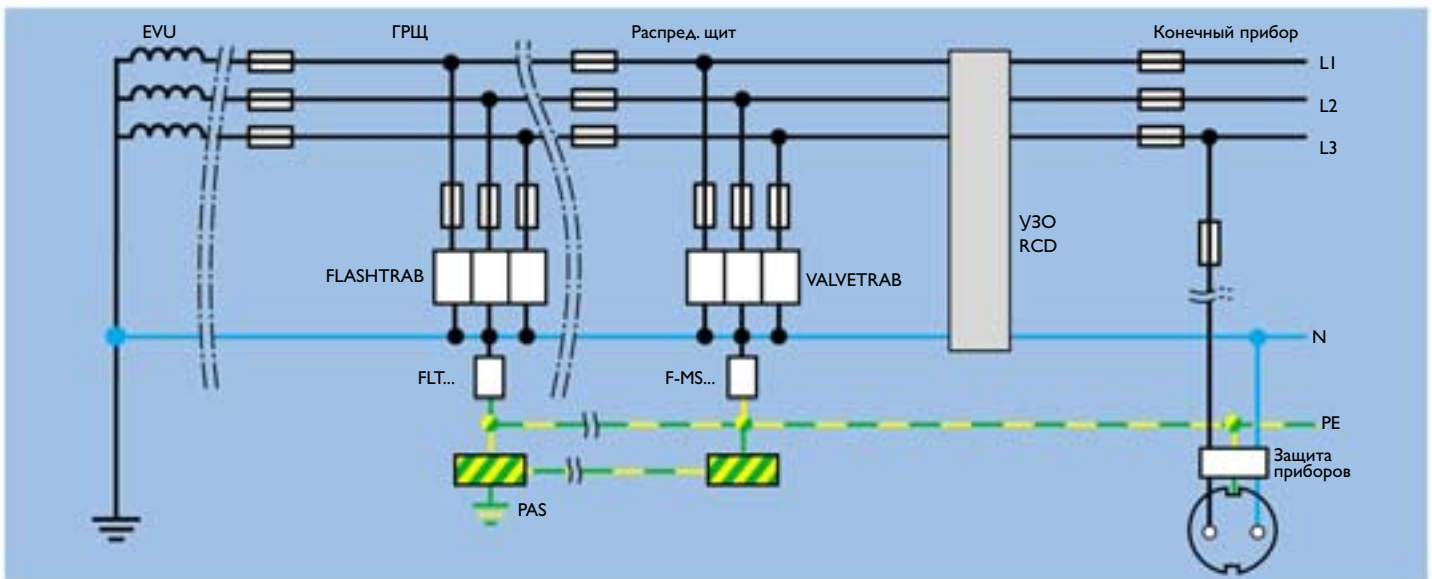 EVU
ГРЩ
Распред. щит
Конечный прибор
L1
L2
L3
УЗО
RCD
FLASHTRAB
VALVETRAB
N
FLT...
F-MS...
PE
Защита
приборов
PAS